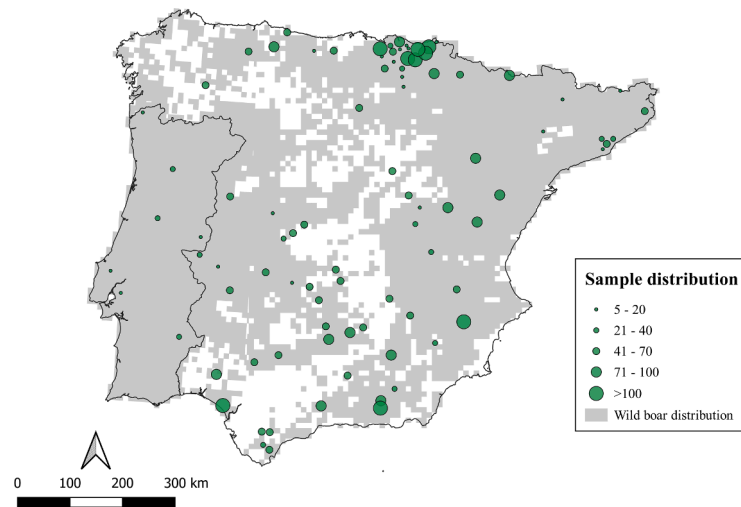 Sample distribution
5 - 20
21 - 40
41 - 70
71 - 100
>100
Wild boar distribution
0 100 200 300 km